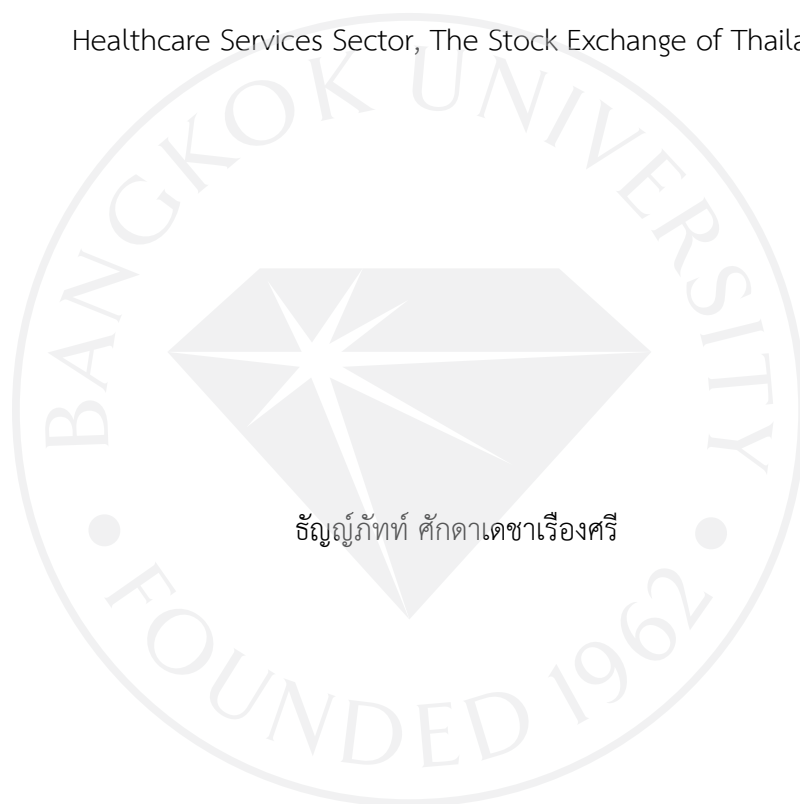 Healthcare Services Sector, The Stock Exchange of
ธัญญ์ภัทท์ ศักดาเดชาเรืองศรี
BANGKOK UNIVERSITY
FOUNDED 1962